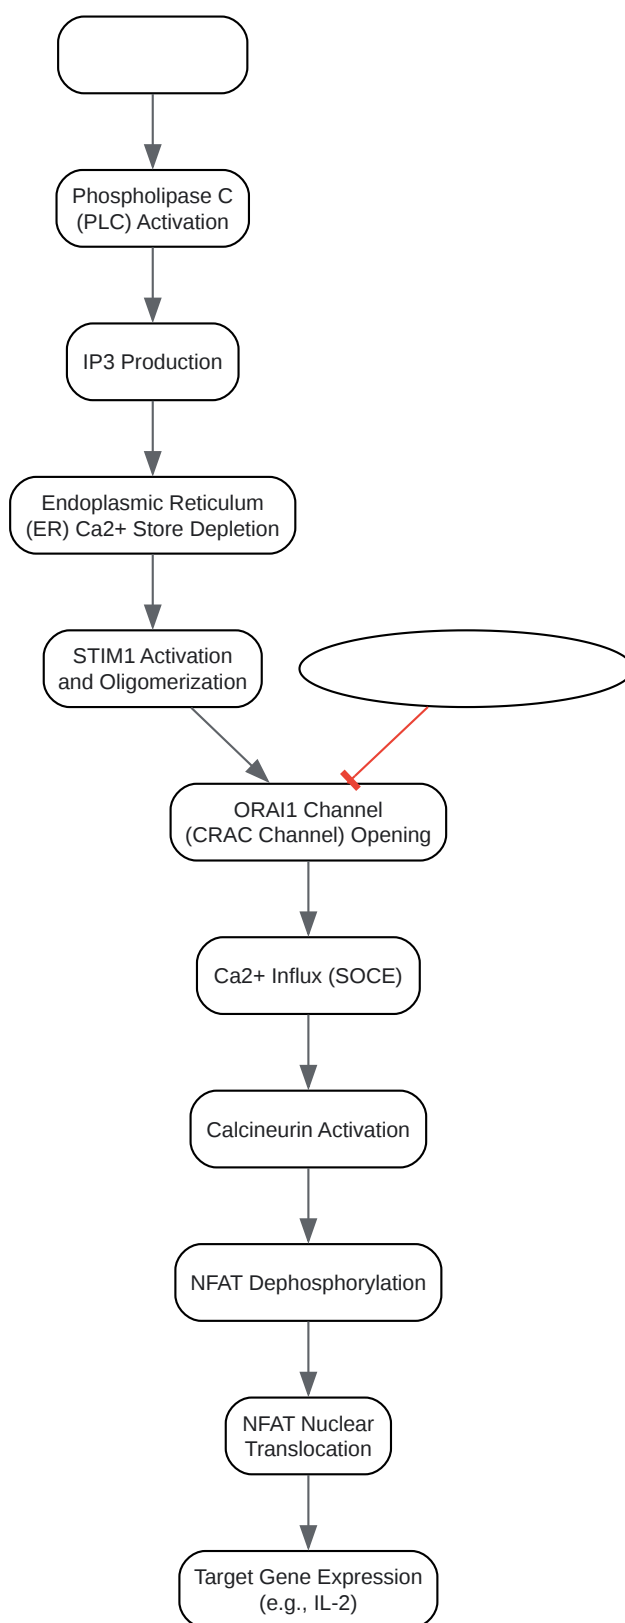 Phospholipase C
(PLC) Activation
IP3 Production
Endoplasmic Reticulum
(ER) Ca2+ Store Depletion
STIM1 Activation
and Oligomerization
ORAI1 Channel
(CRAC Channel) Opening
Ca2+ Influx (SOCE)
Calcineurin Activation
NFAT Dephosphorylation
NFAT Nuclear
Translocation
Target Gene Expression
(e.g., IL-2)